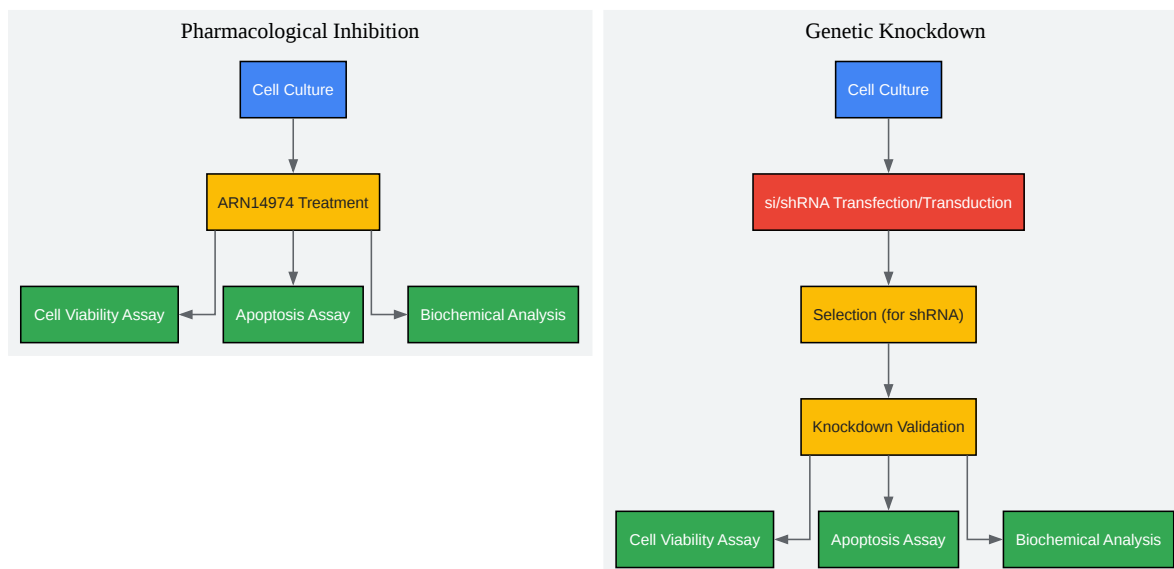 Pharmacological Inhibition
Cell Culture
ARN14974 Treatment
Cell Viability Assay
Apoptosis Assay
Biochemical Analysis
Genetic Knockdown
Cell Culture
si/shRNA Transfection/Transduction
Selection (for shRNA)
Knockdown Validation
Cell Viability Assay
Apoptosis Assay
Biochemical Analysis